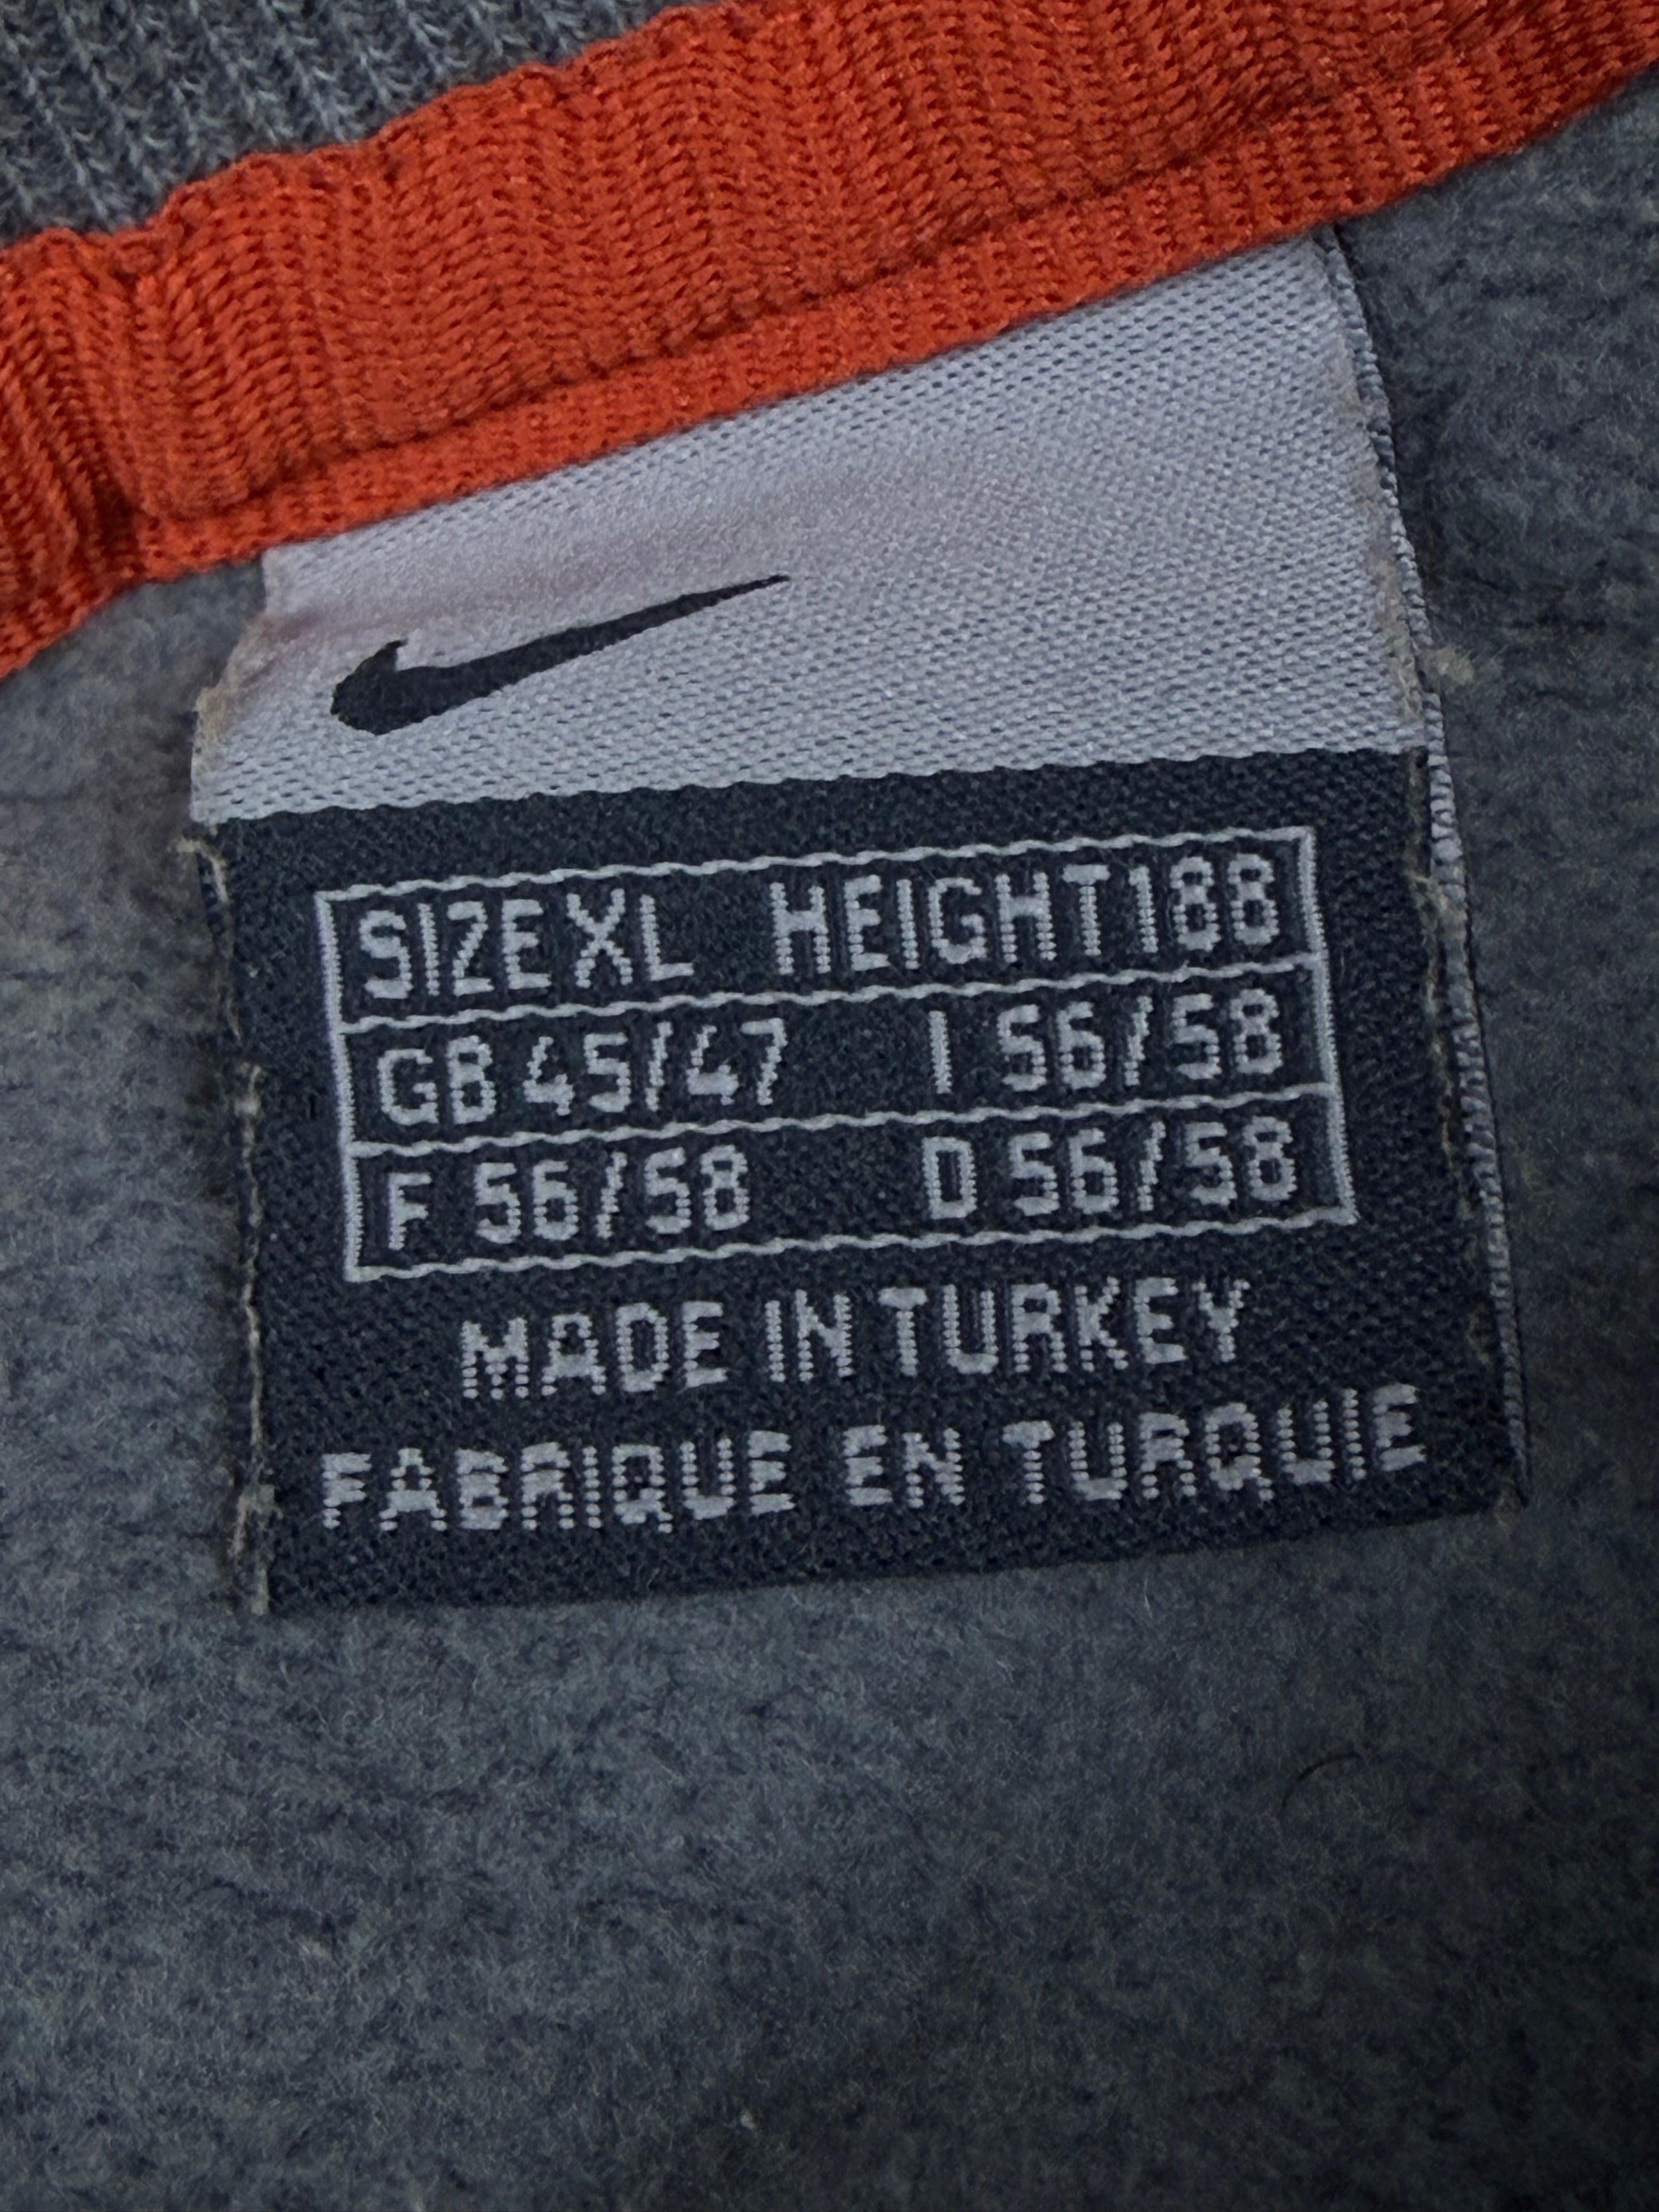 SIZE XL HEIGHT 188
GB 45/47 I 56/58
F 56/58 D 56/58
MADE IN TURKEY
FABRIQUE EN TURQUIE